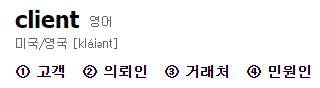 client 영어
미국/영국 [kláiənt]
① 고객 ② 의뢰인 ③ 거래처 ④ 민원인